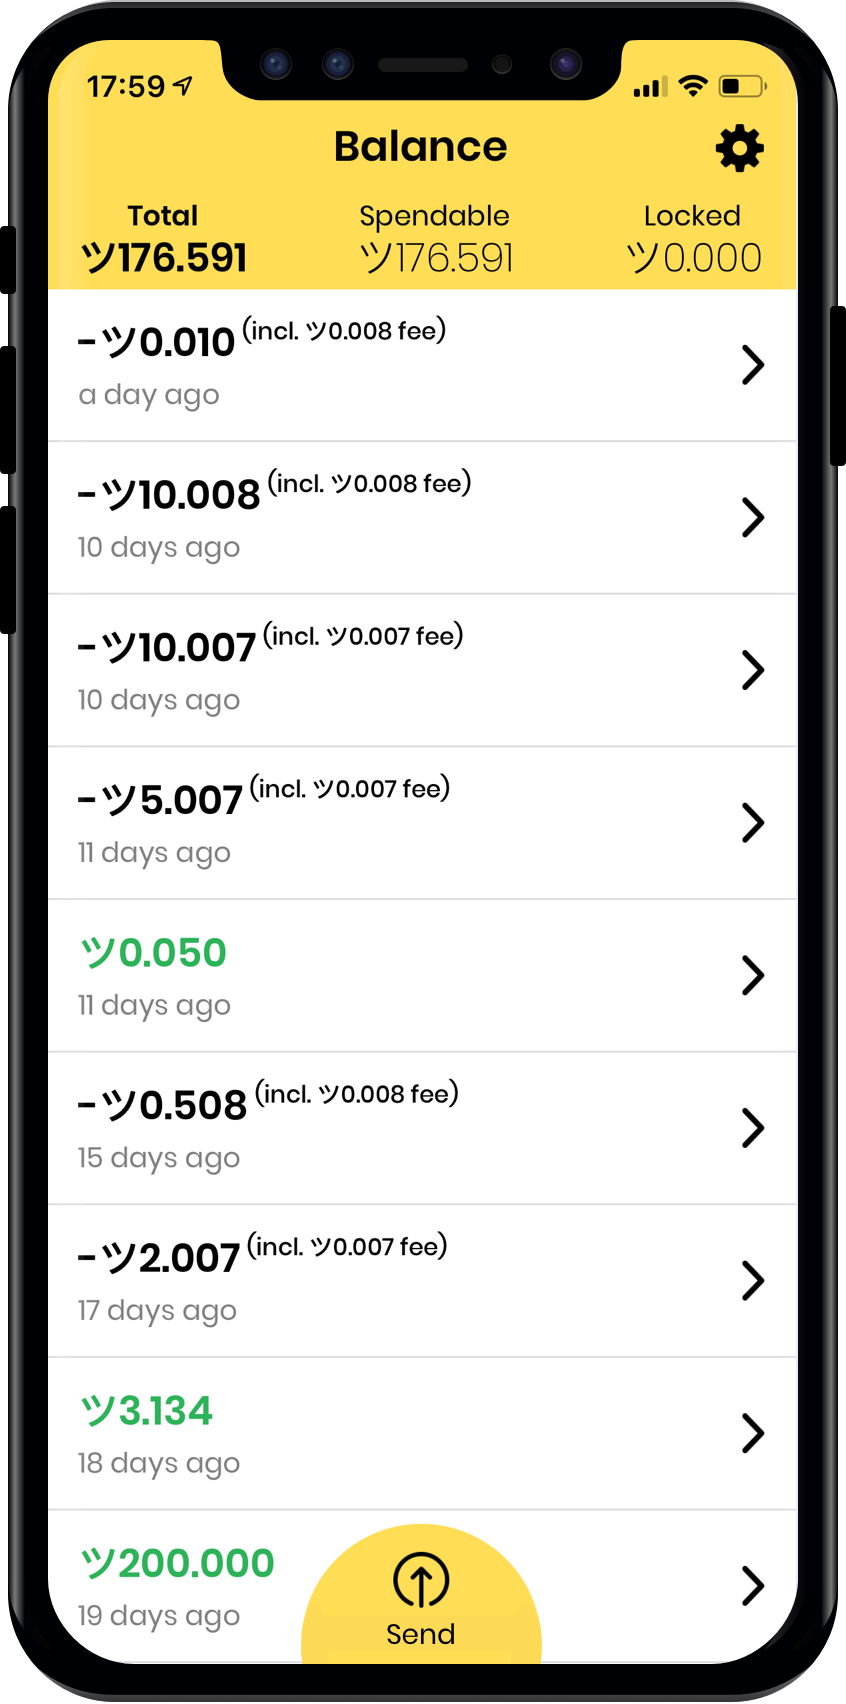 17:59
Balance
Total Spendable Locked
ツ176.591 ツ176.591 ツ0.000
-ツ0.010 (incl. ツ0.008 fee)
a day ago
-ツ10.008 (incl. ツ0.008 fee)
10 days ago
-ツ10.007 (incl. ツ0.007 fee)
10 days ago
-ツ5.007 (incl. ツ0.007 fee)
11 days ago
ツ0.050
11 days ago
-ツ0.508 (incl. ツ0.008 fee)
15 days ago
-ツ2.007 (incl. ツ0.007 fee)
17 days ago
ツ3.134
18 days ago
ツ200.000
19 days ago
Send